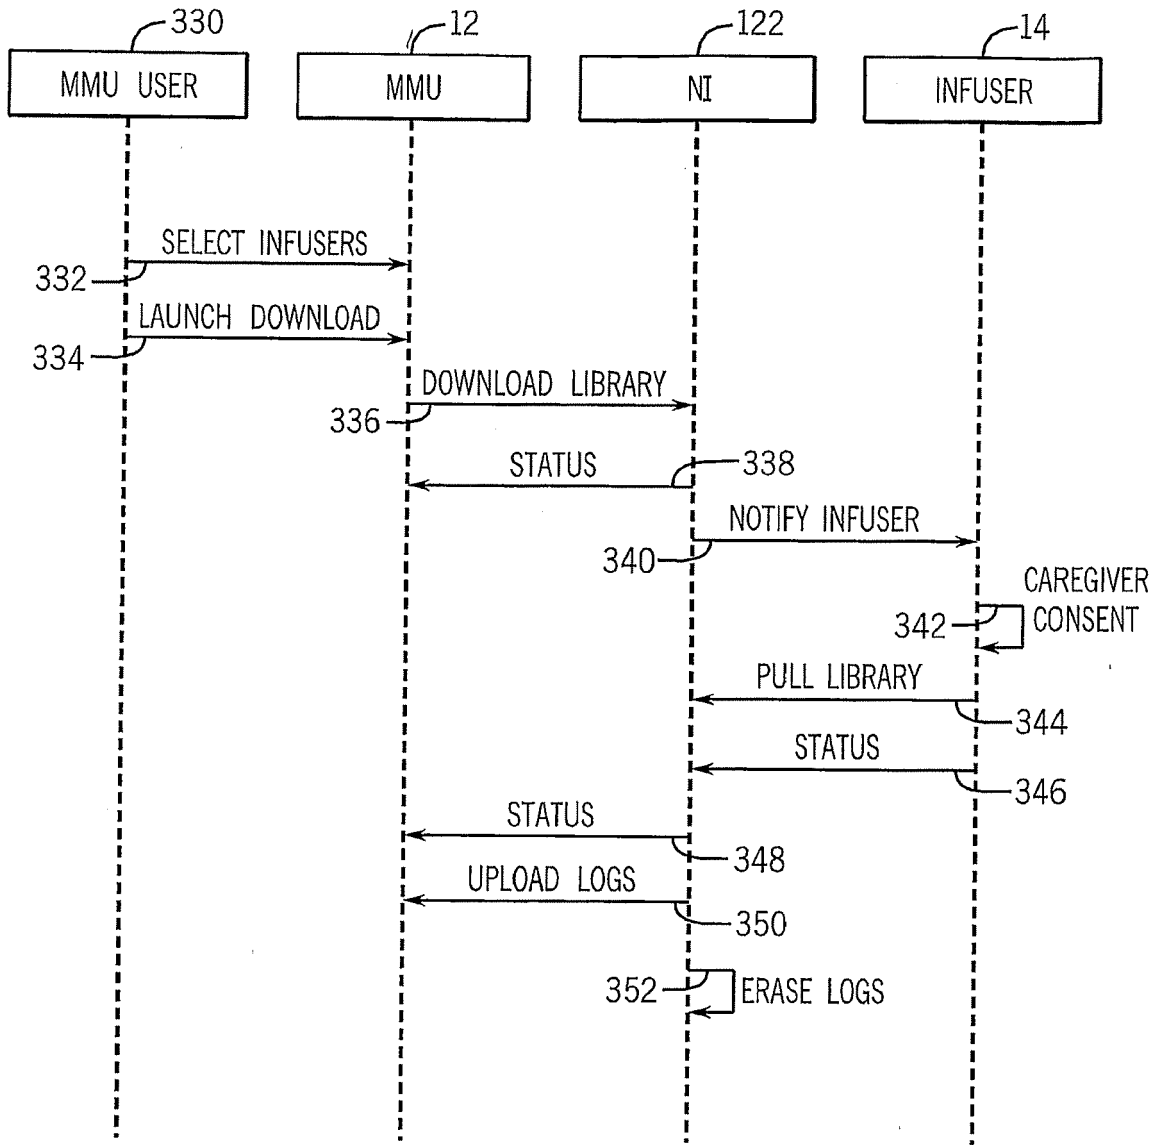 330
12
122
14
MMU USER
MMU
NI
INFUSER
SELECT INFUSERS
332
LAUNCH DOWNLOAD
334
DOWNLOAD LIBRARY
336
STATUS
338
NOTIFY INFUSER
340
CAREGIVER
CONSENT
342
PULL LIBRARY
344
STATUS
346
STATUS
348
UPLOAD LOGS
350
352
ERASE LOGS